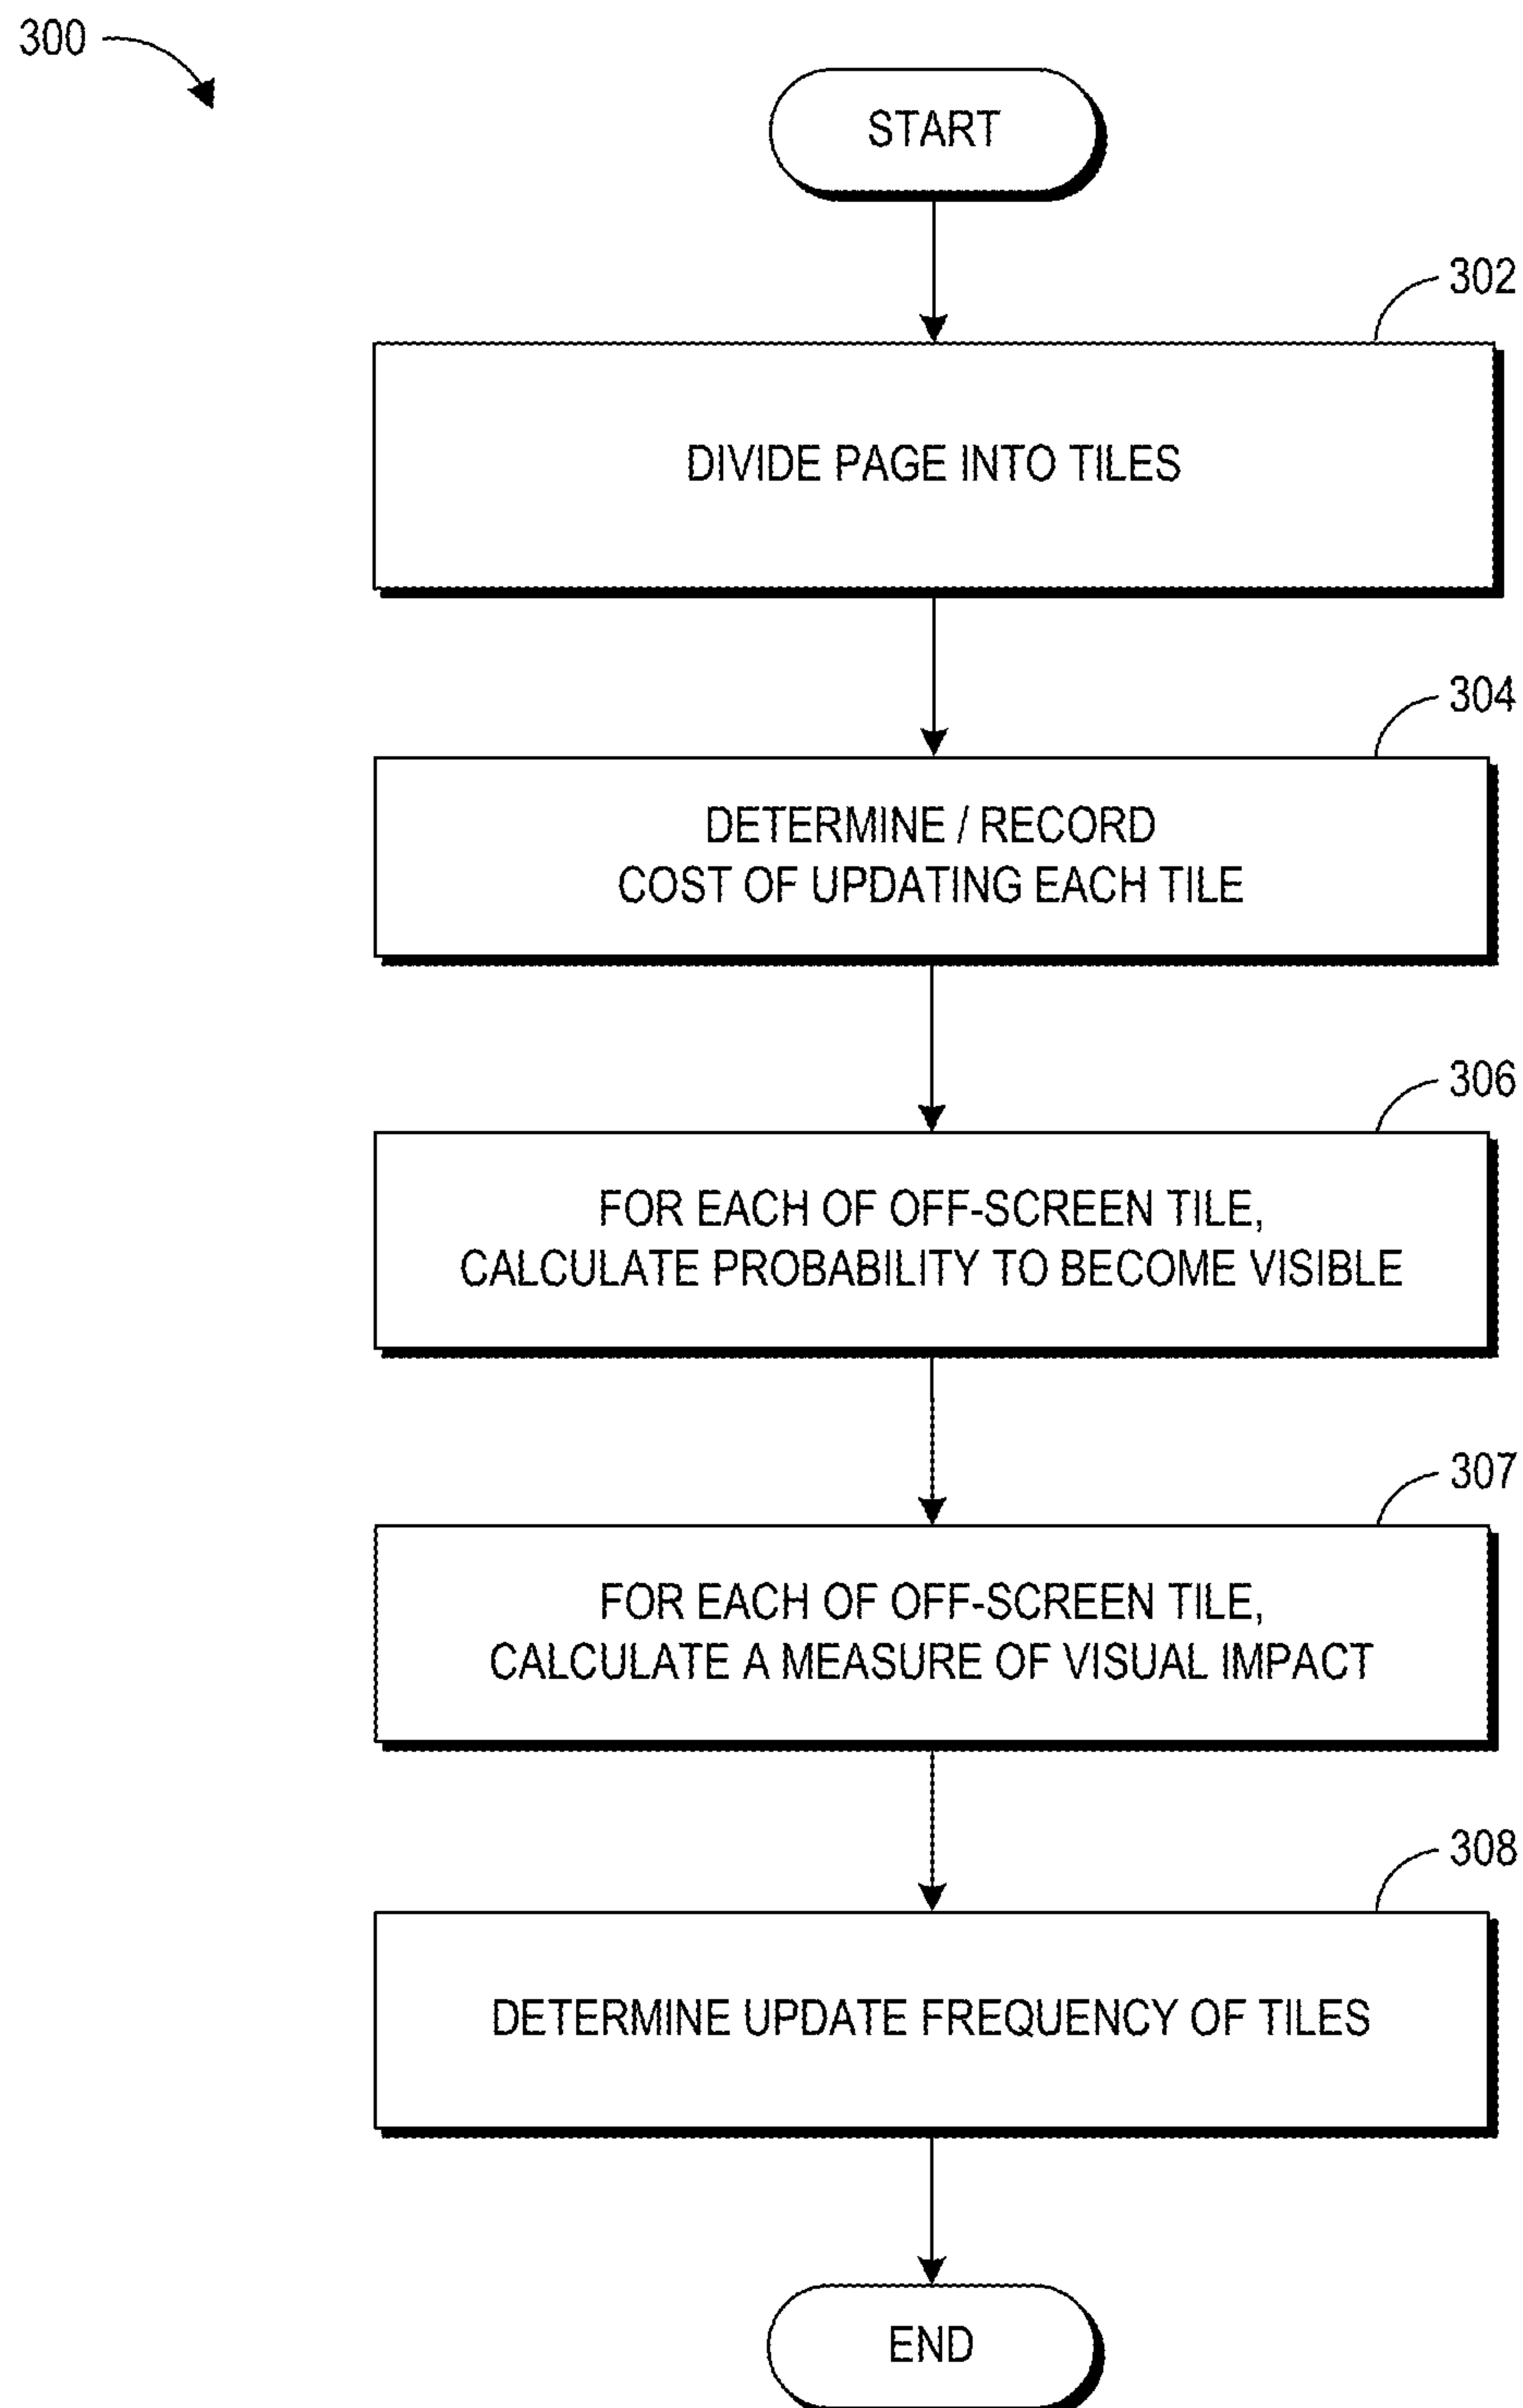 300
START
302
DIVIDE PAGE INTO TILES
304
DETERMINE / RECORD
COST OF UPDATING EACH TILE
306
FOR EACH OF OFF-SCREEN TILE,
CALCULATE PROBABILITY TO BECOME VISIBLE
307
FOR EACH OF OFF-SCREEN TILE,
CALCULATE A MEASURE OF VISUAL IMPACT
308
DETERMINE UPDATE FREQUENCY OF TILES
END